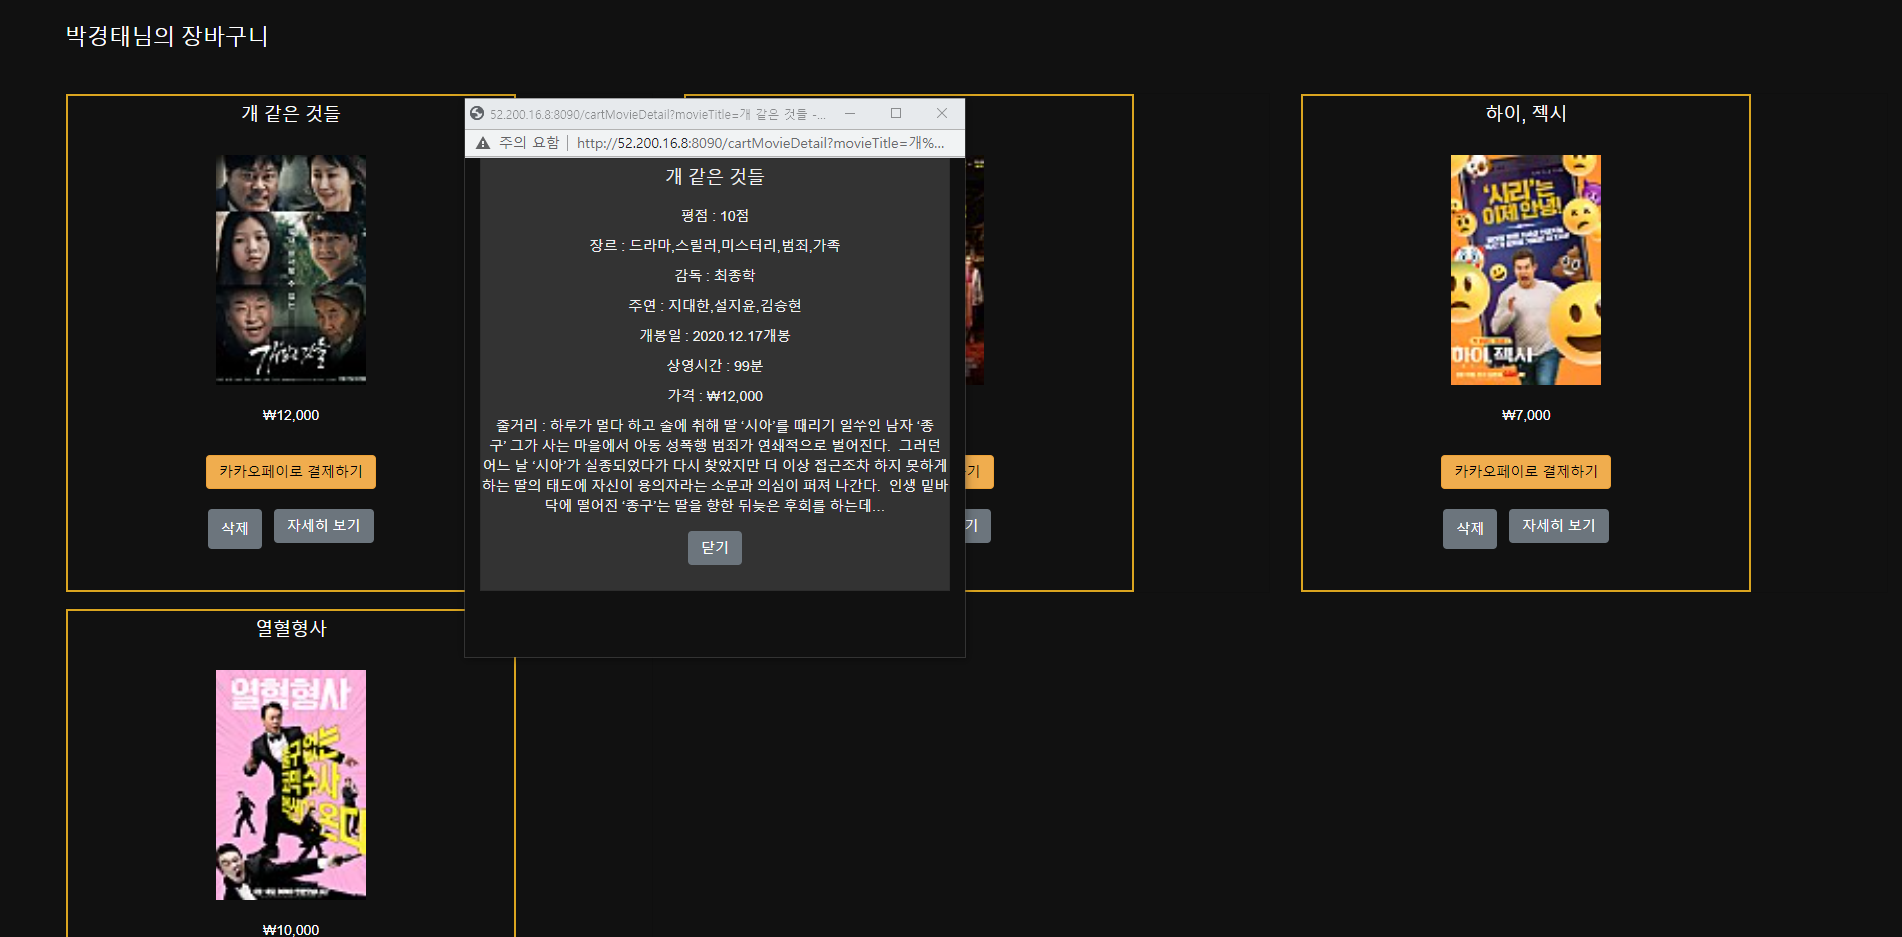 박경태님의 장바구니
개 같은 것들
개같은것들
₩12,000
카카오페이로 결제하기
삭제
자세히 보기
52.200.16.8:8090/cartMovieDetail?movieTitle=개 같은 것들 -...
주의 요함
http://52.200.16.8:8090/cartMovieDetail?movieTitle=개%...
개 같은 것들
평점 : 10점
장르 : 드라마,스릴러,미스터리,범죄,가족
감독 : 최종학
주연 : 지대한,설지윤,김승현
개봉일 : 2020.12.17개봉
상영시간 : 99분
가격 : ₩12,000
줄거리 : 하루가 멀다 하고 술에 취해 딸 ‘시아’를 때리기 일쑤인 남자 ‘종
구’ 그가 사는 마을에서 아동 성폭행 범죄가 연쇄적으로 벌어진다.  그러던
어느 날 ‘시아’가 실종되었다가 다시 찾았지만 더 이상 접근조차 하지 못하게
하는 딸의 태도에 자신이 용의자라는 소문과 의심이 퍼져 나간다.  인생 밑바
닥에 떨어진 ‘종구’는 딸을 향한 뒤늦은 후회를 하는데...
닫기
기
기
하이, 젝시
‘시리’는
이제 안녕!
하이, 젝시
₩7,000
카카오페이로 결제하기
삭제
자세히 보기
열혈형사
열혈형사
출구 없는
코믹 수사
₩10,000